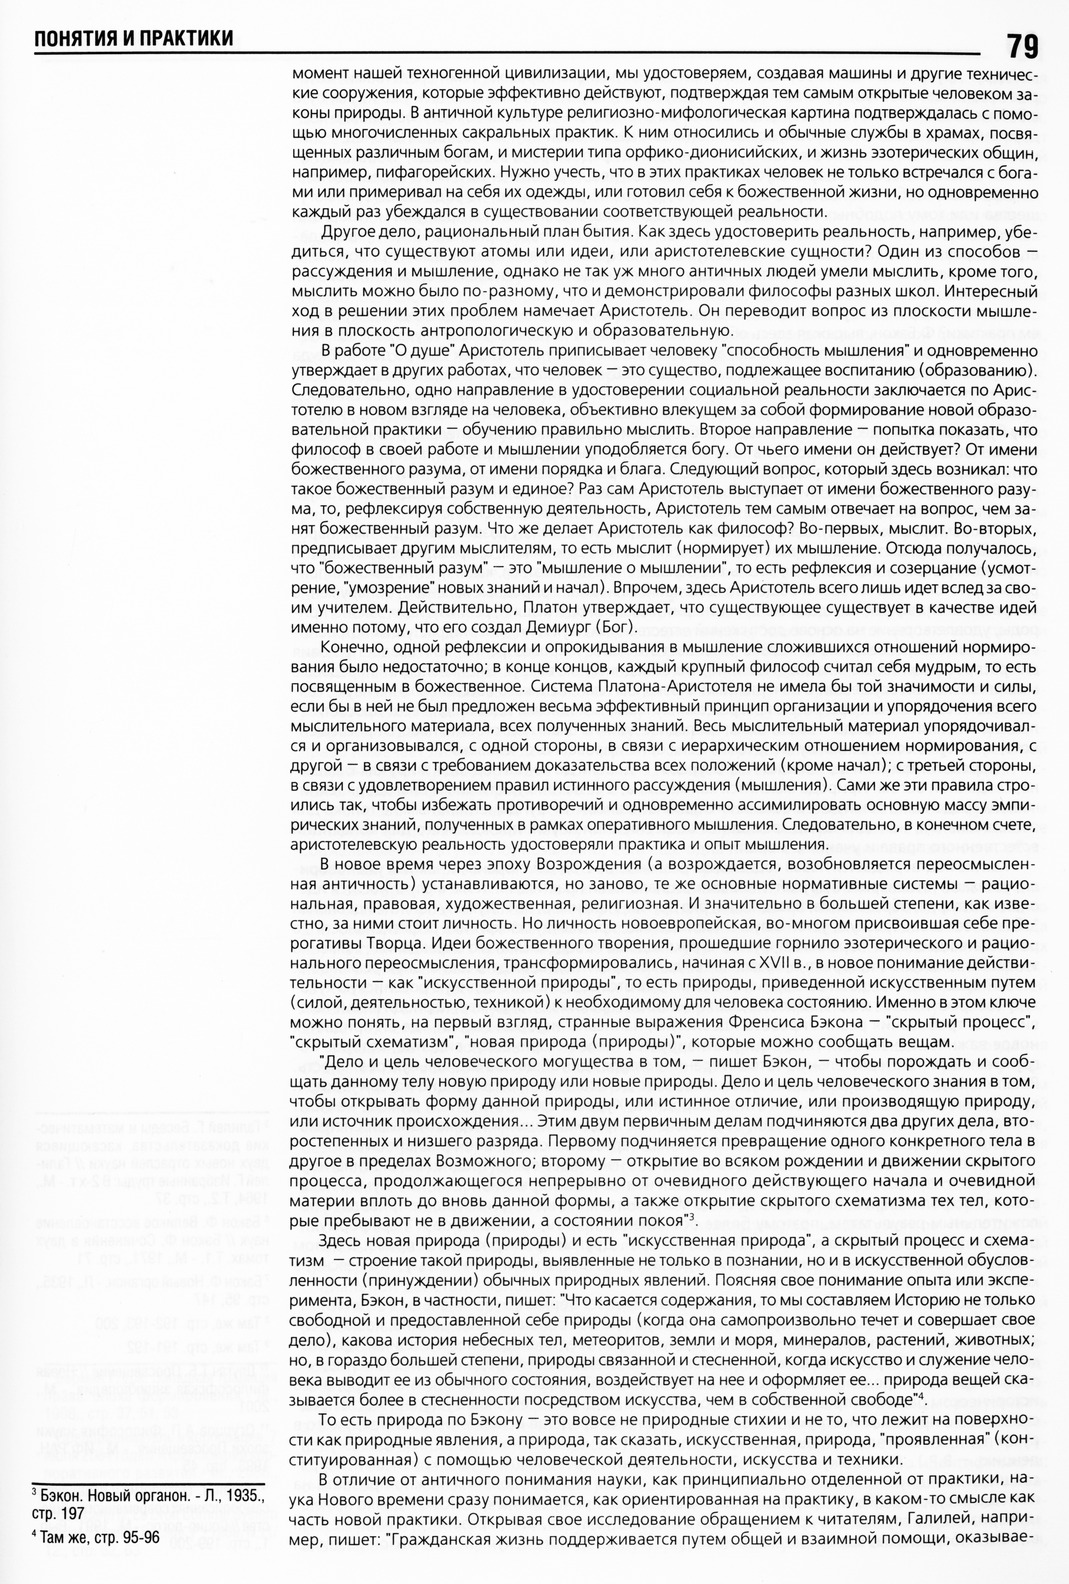 ПОНЯТИЯ И ПРАКТИКИ
79
момент нашей техногенной цивилизации, мы удостоверяем, создавая машины и другие техничес-
кие сооружения, которые эффективно действуют, подтверждая тем самым открытые человеком за-
коны природы. В античной культуре религиозно-мифологическая картина подтверждалась с помо-
щью многочисленных сакральных практик. К ним относились и обычные службы в храмах, посвя-
щенных различным богам, и мистерии типа орфико-дионисийских, и жизнь эзотерических общин,
например, пифагорейских. Нужно учесть, что в этих практиках человек не только встречался с бога-
ми или примеривал на себя их одежды, или готовил себя к божественной жизни, но одновременно
каждый раз убеждался в существовании соответствующей реальности.
Другое дело, рациональный план бытия. Как здесь удостоверить реальность, например, убе-
диться, что существуют атомы или идеи, или аристотелевские сущности? Один из способов —
рассуждения и мышление, однако не так уж много античных людей умели мыслить, кроме того,
мыслить можно было по-разному, что и демонстрировали философы разных школ. Интересный
ход в решении этих проблем намечает Аристотель. Он переводит вопрос из плоскости мышле-
ния в плоскость антропологическую и образовательную.
В работе "О душе" Аристотель приписывает человеку "способность мышления" и одновременно
утверждает в других работах, что человек — это существо, подлежащее воспитанию (образованию).
Следовательно, одно направление в удостоверении социальной реальности заключается по Арис-
тотелю в новом взгляде на человека, объективно влекущем за собой формирование новой образо-
вательной практики — обучению правильно мыслить. Второе направление — попытка показать, что
философ в своей работе и мышлении уподобляется богу. От чьего имени он действует? От имени
божественного разума, от имени порядка и блага. Следующий вопрос, который здесь возникал: что
такое божественный разум и единое? Раз сам Аристотель выступает от имени божественного разу-
ма, то, рефлексируя собственную деятельность, Аристотель тем самым отвечает на вопрос, чем за-
нят божественный разум. Что же делает Аристотель как философ? Во-первых, мыслит. Во-вторых,
предписывает другим мыслителям, то есть мыслит (нормирует) их мышление. Отсюда получалось,
что "божественный разум" — это "мышление о мышлении", то есть рефлексия и созерцание (усмот-
рение, "умозрение" новых знаний и начал). Впрочем, здесь Аристотель всего лишь идет вслед за сво-
им учителем. Действительно, Платон утверждает, что существующее существует в качестве идей
именно потому, что его создал Демиург (Бог).
Конечно, одной рефлексии и опрокидывания в мышление сложившихся отношений нормиро-
вания было недостаточно; в конце концов, каждый крупный философ считал себя мудрым, то есть
посвященным в божественное. Система Платона-Аристотеля не имела бы той значимости и силы,
если бы в ней не был предложен весьма эффективный принцип организации и упорядочения всего
мыслительного материала, всех полученных знаний. Весь мыслительный материал упорядочивал-
ся и организовывался, с одной стороны, в связи с иерархическим отношением нормирования, с
другой — в связи с требованием доказательства всех положений (кроме начал); с третьей стороны,
в связи с удовлетворением правил истинного рассуждения (мышления). Сами же эти правила стро-
ились так, чтобы избежать противоречий и одновременно ассимилировать основную массу эмпи-
рических знаний, полученных в рамках оперативного мышления. Следовательно, в конечном счете,
аристотелевскую реальность удостоверяли практика и опыт мышления.
В новое время через эпоху Возрождения (а возрождается, возобновляется переосмыслен-
ная античность) устанавливаются, но заново, те же основные нормативные системы — рацио-
нальная, правовая, художественная, религиозная. И значительно в большей степени, как изве-
стно, за ними стоит личность. Но личность новоевропейская, во-многом присвоившая себе пре-
рогативы Творца. Идеи божественного творения, прошедшие горнило эзотерического и рацио-
нального переосмысления, трансформировались, начиная с XVII в., в новое понимание действи-
тельности — как "искусственной природы", то есть природы, приведенной искусственным путем
(силой, деятельностью, техникой) к необходимому для человека состоянию. Именно в этом ключе
можно понять, на первый взгляд, странные выражения Френсиса Бэкона — "скрытый процесс",
"скрытый схематизм", "новая природа (природы)", которые можно сообщать вещам.
"Дело и цель человеческого могущества в том, — пишет Бэкон, — чтобы порождать и сооб-
щать данному телу новую природу или новые природы. Дело и цель человеческого знания в том,
чтобы открывать форму данной природы, или истинное отличие, или производящую природу,
или источник происхождения... Этим двум первичным делам подчиняются два других дела, вто-
ростепенных и низшего разряда. Первому подчиняется превращение одного конкретного тела в
другое в пределах Возможного; второму — открытие во всяком рождении и движении скрытого
процесса, продолжающегося непрерывно от очевидного действующего начала и очевидной
материи вплоть до вновь данной формы, а также открытие скрытого схематизма тех тел, кото-
рые пребывают не в движении, а состоянии покоя"³.
Здесь новая природа (природы) и есть "искусственная природа", а скрытый процесс и схема-
тизм — строение такой природы, выявленные не только в познании, но и в искусственной обуслов-
ленности (принуждении) обычных природных явлений. Поясняя свое понимание опыта или экспе-
римента, Бэкон, в частности, пишет: "Что касается содержания, то мы составляем Историю не только
свободной и предоставленной себе природы (когда она самопроизвольно течет и совершает свое
дело), какова история небесных тел, метеоритов, земли и моря, минералов, растений, животных;
но, в гораздо большей степени, природы связанной и стесненной, когда искусство и служение чело-
века выводит ее из обычного состояния, воздействует на нее и оформляет ее... природа вещей ска-
зывается более в стесненности посредством искусства, чем в собственной свободе"⁴.
То есть природа по Бэкону — это вовсе не природные стихии и не то, что лежит на поверхно-
сти как природные явления, а природа, так сказать, искусственная, природа, "проявленная" (кон-
ституированная) с помощью человеческой деятельности, искусства и техники.
В отличие от античного понимания науки, как принципиально отделенной от практики, на-
ука Нового времени сразу понимается, как ориентированная на практику, в каком-то смысле как
часть новой практики. Открывая свое исследование обращением к читателям, Галилей, напри-
мер, пишет: "Гражданская жизнь поддерживается путем общей и взаимной помощи, оказывае-
³ Бэкон. Новый органон. - Л., 1935.,
стр. 197
⁴ Там же, стр. 95-96